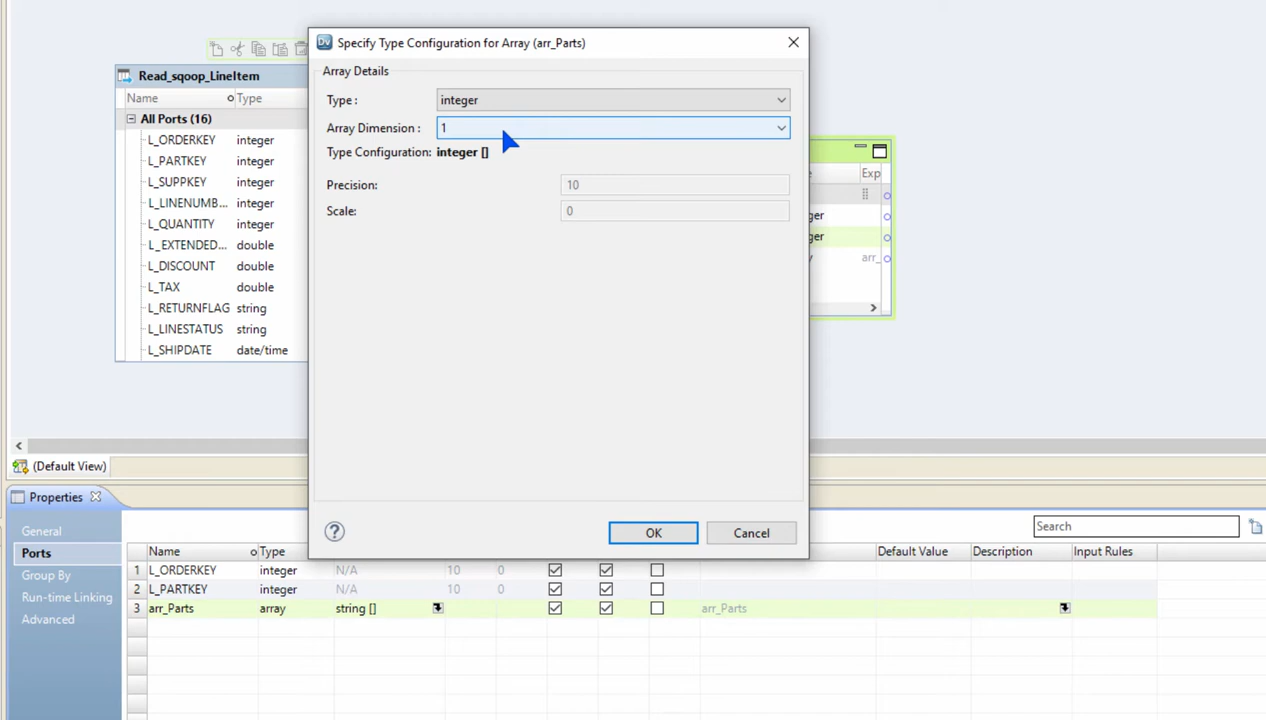 Specify Type Configuration for Array (arr_Parts)
Array Details
Type : integer
Array Dimension : 1
Type Configuration: integer []
Precision: 10
Scale: 0
OK Cancel
Read_sqoop_LineItem
Name Type
All Ports (16)
L_ORDERKEY integer
L_PARTKEY integer
L_SUPPKEY integer
L_LINENUMB... integer
L_QUANTITY integer
L_EXTENDED... double
L_DISCOUNT double
L_TAX double
L_RETURNFLAG string
L_LINESTATUS string
L_SHIPDATE date/time
Exp
ger
ger
arr_
(Default View)
Properties
General
Ports
Group By
Run-time Linking
Advanced
Search
Name Type Default Value Description Input Rules
1 L_ORDERKEY integer N/A 10 0
2 L_PARTKEY integer N/A 10 0
3 arr_Parts array string [] arr_Parts